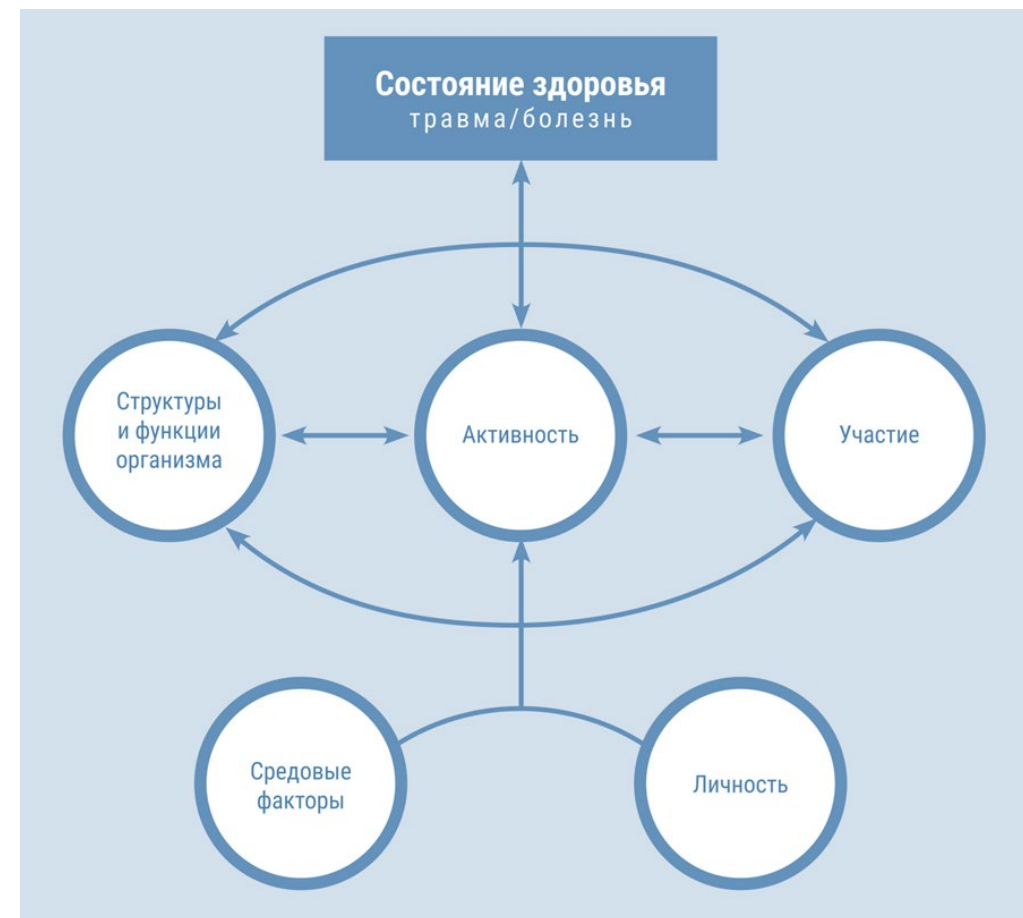 Состояние здоровья
травма/болезнь
Структуры
и функции
организма
Активность
Участие
Средовые
факторы
Личность